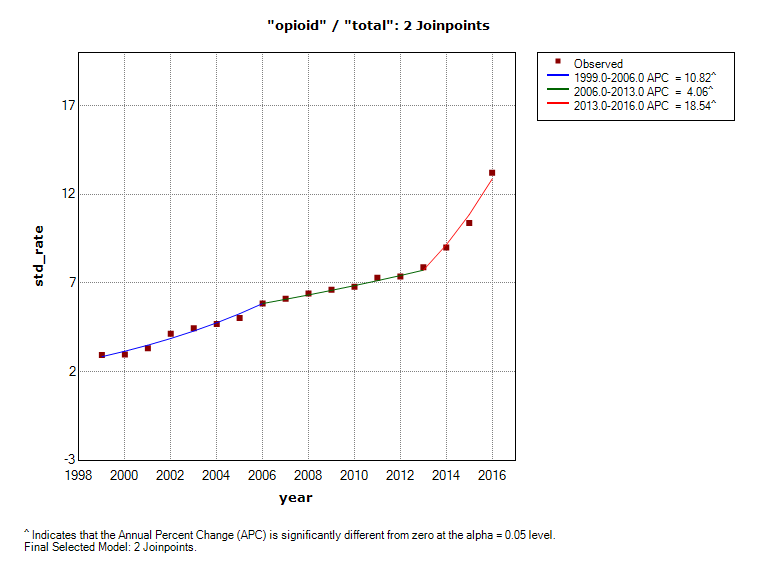 "opioid" / "total": 2 Joinpoints
Observed
1999.0-2006.0 APC = 10.82^
2006.0-2013.0 APC = 4.06^
2013.0-2016.0 APC = 18.54^
17
12
7
2
-3
std_rate
1998 2000 2002 2004 2006 2008 2010 2012 2014 2016
year
^ Indicates that the Annual Percent Change (APC) is significantly different from zero at the alpha = 0.05 level.
Final Selected Model: 2 Joinpoints.